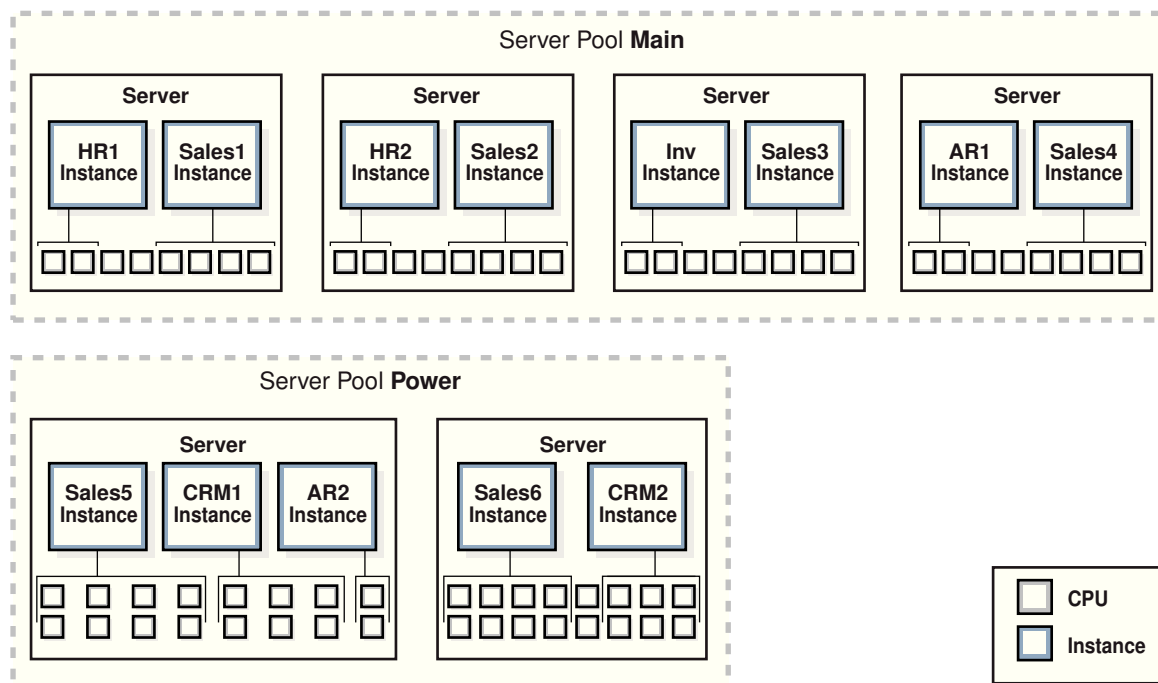 Server Pool Main
Server
HR1
Instance
Sales1
Instance
Server
HR2
Instance
Sales2
Instance
Server
Inv
Instance
Sales3
Instance
Server
AR1
Instance
Sales4
Instance
Server Pool Power
Server
Sales5
Instance
CRM1
Instance
AR2
Instance
Server
Sales6
Instance
CRM2
Instance
CPU
Instance